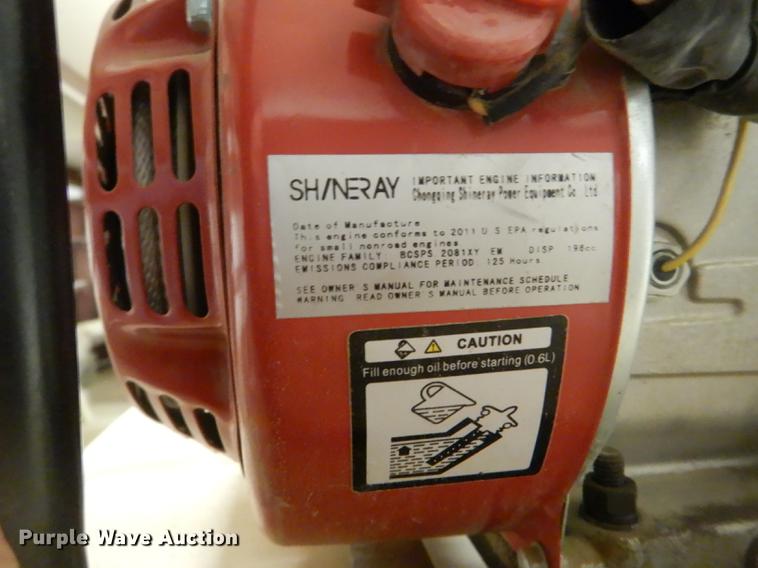 SHINERAY IMPORTANT ENGINE INFORMATION
Chongqing Shineray Power Equipment Co. Ltd
Date of Manufacture
This engine conforms to 2011 U S EPA regulations
for small nonroad engines
ENGINE FAMILY: BCSPS.2081XY EM DISP 196cc
EMISSIONS COMPLIANCE PERIOD: 125 Hours
SEE OWNER'S MANUAL FOR MAINTENANCE SCHEDULE
WARNING READ OWNER'S MANUAL BEFORE OPERATION
CAUTION
Fill enough oil before starting (0.6L)
Purple Wave Auction